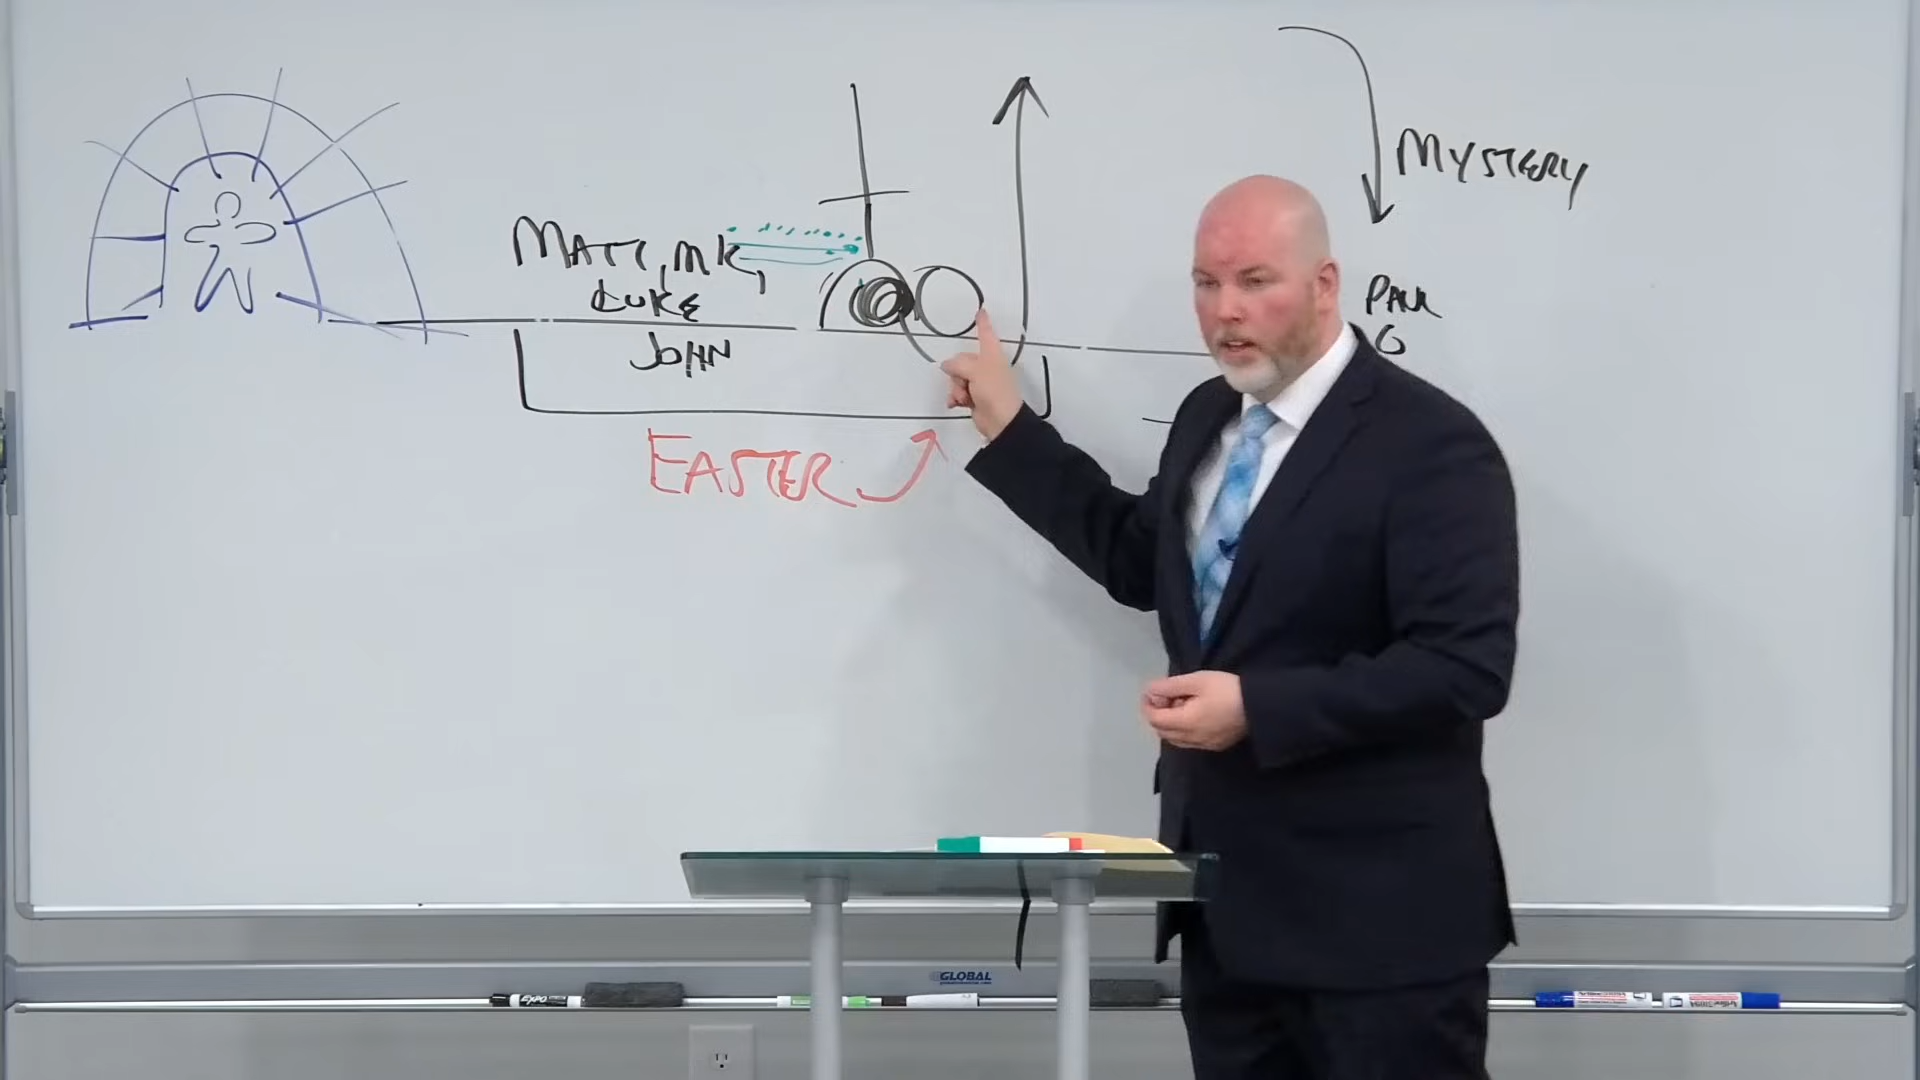 MYSTERY
MATT, MK,
LUKE
JOHN
PAUL
EASTER
GLOBAL
EXPO